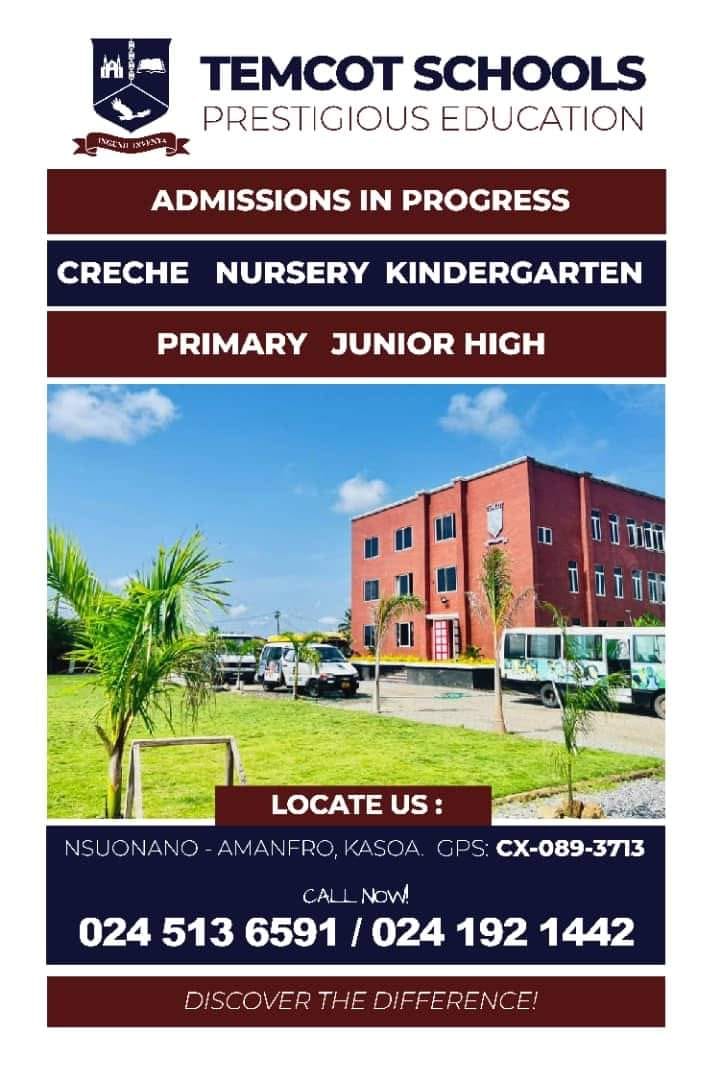 TEMCOT SCHOOLS
PRESTIGIOUS EDUCATION
ADMISSIONS IN PROGRESS
CRECHE NURSERY KINDERGARTEN
PRIMARY JUNIOR HIGH
LOCATE US :
NSUONANO - AMANFRO, KASOA. GPS: CX-089-3713
CALL NOW!
024 513 6591 / 024 192 1442
DISCOVER THE DIFFERENCE!